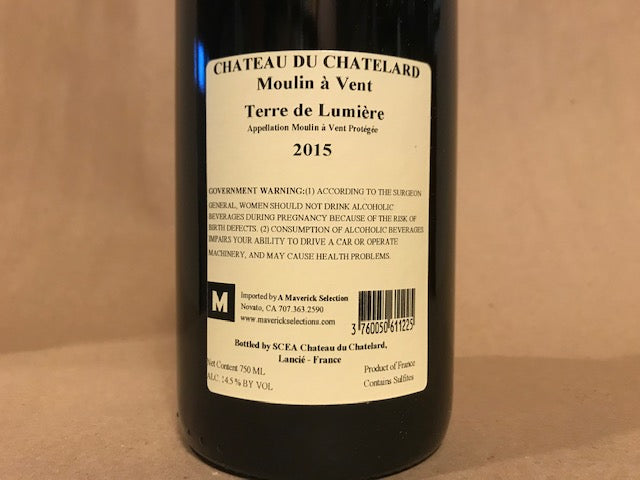 CHATEAU DU CHATELARD
Moulin à Vent
Terre de Lumière
Appellation Moulin à Vent Protégée
2015
GOVERNMENT WARNING:(1) ACCORDING TO THE SURGEON
GENERAL, WOMEN SHOULD NOT DRINK ALCOHOLIC
BEVERAGES DURING PREGNANCY BECAUSE OF THE RISK OF
BIRTH DEFECTS. (2) CONSUMPTION OF ALCOHOLIC BEVERAGES
IMPAIRS YOUR ABILITY TO DRIVE A CAR OR OPERATE
MACHINERY, AND MAY CAUSE HEALTH PROBLEMS.
M
Imported by A Maverick Selection
Novato, CA 707.363.2590
www.maverickselections.com
3 760050 611225
Bottled by SCEA Chateau du Chatelard,
Lancié - France
Net Content 750 ML
ALC. 14.5 % BY VOL
Product of France
Contains Sulfites